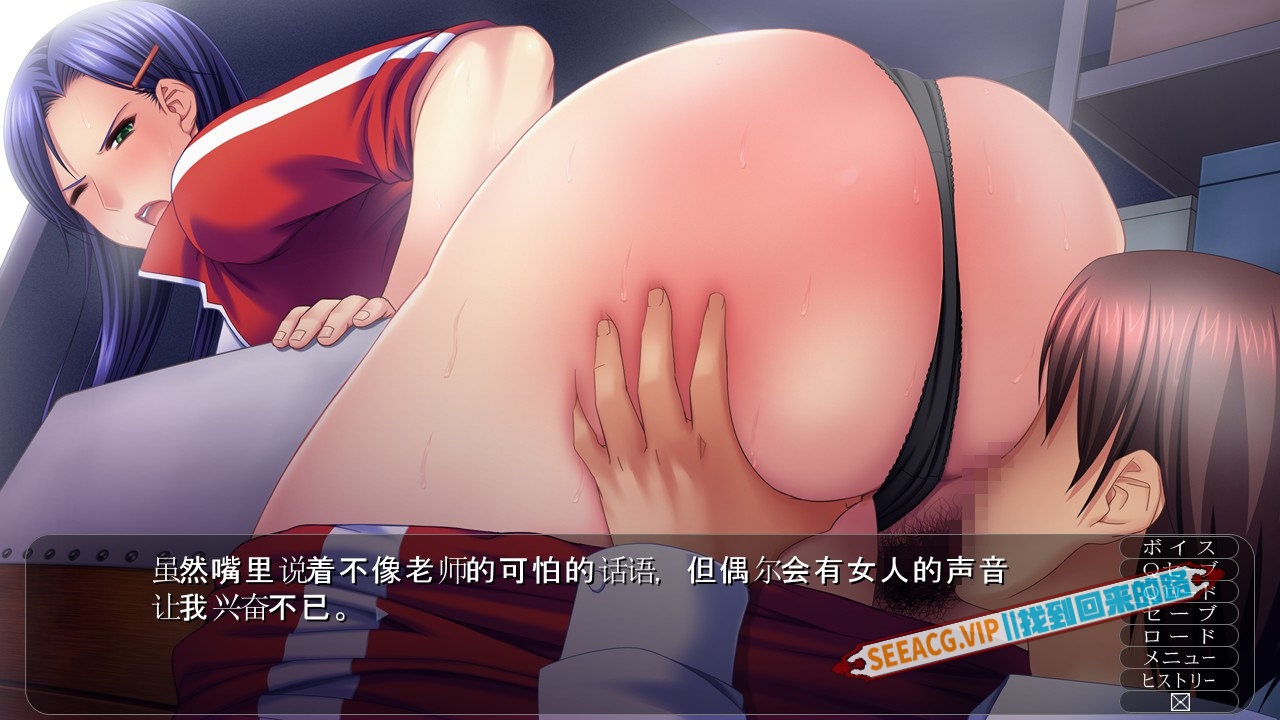 虽然嘴里说着不像老师的可怕的话语, 但偶尔会有女人的声音
让我兴奋不已。
SEEACG.VIP||找到回来的路
ボイス
セーブ
ロード
メニュー
ヒストリー